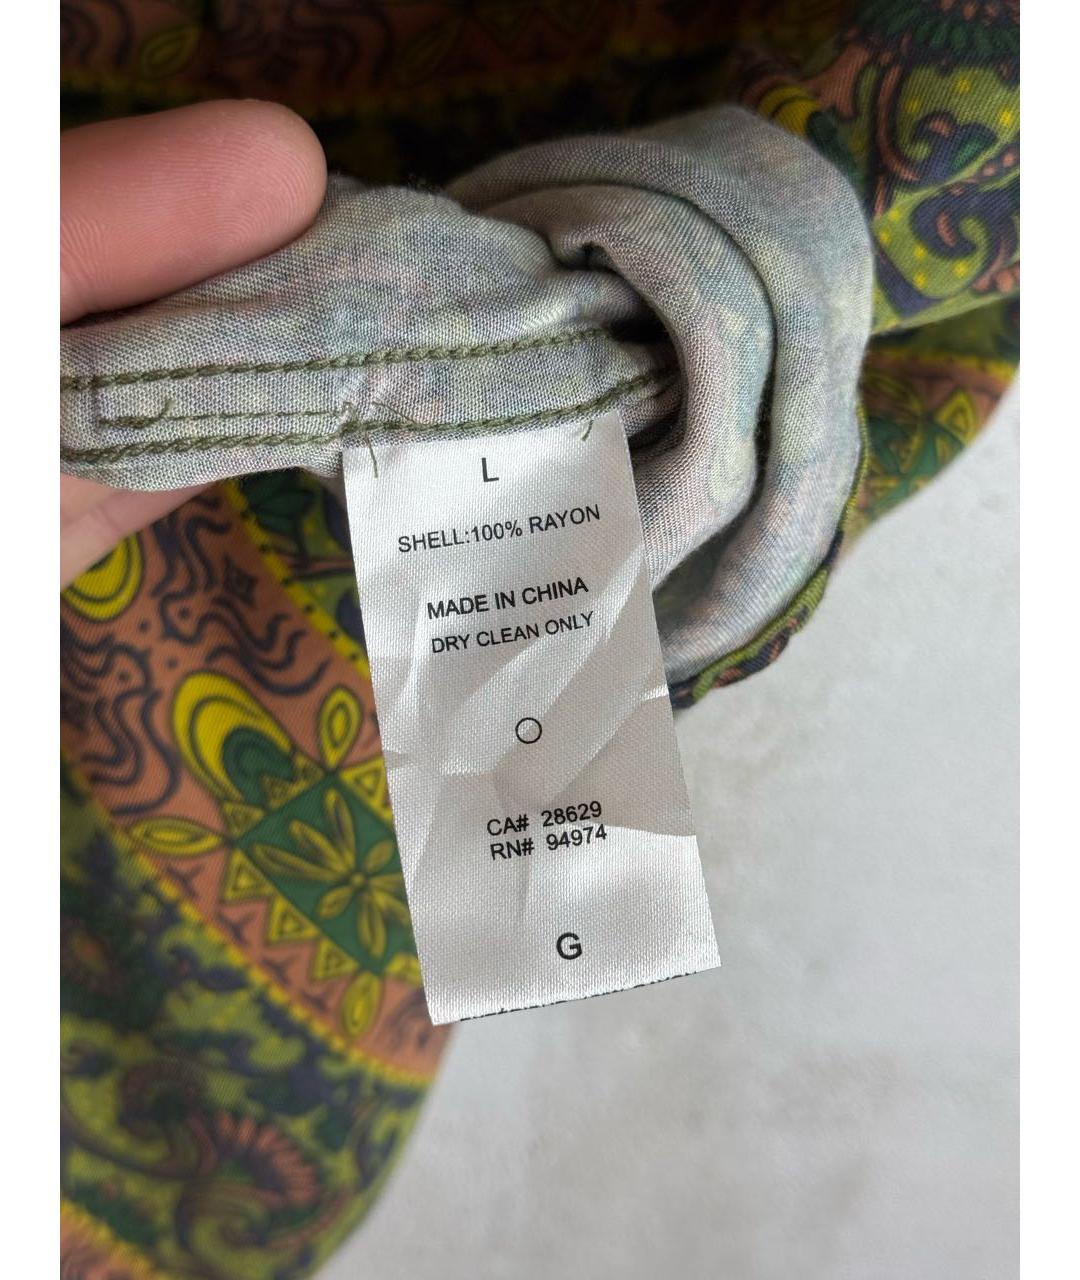 L
SHELL:100% RAYON
MADE IN CHINA
DRY CLEAN ONLY
CA# 28629
RN# 94974
G